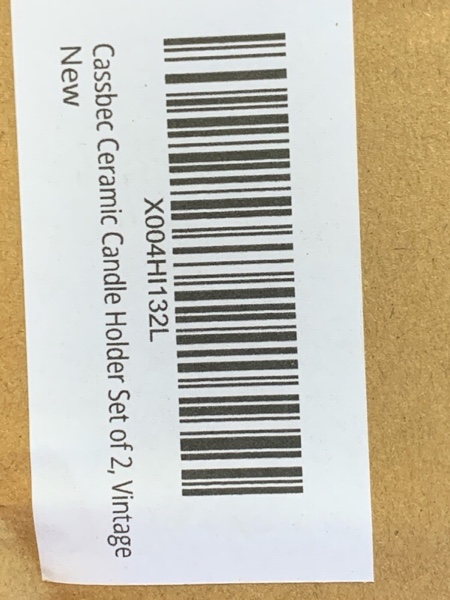 X004HI132L
Cassbec Ceramic Candle Holder Set of 2, Vintage
New